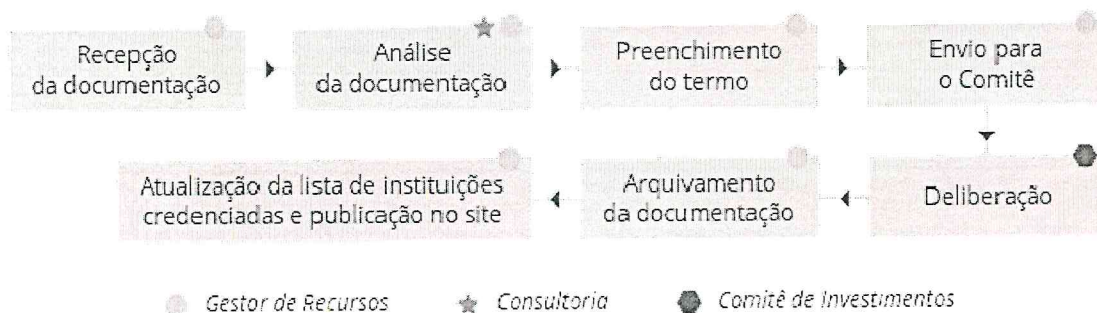 Recepção
da documentação
Análise
da documentação
Preenchimento
do termo
Envio para
o Comitê
Deliberação
Arquivamento
da documentação
Atualização da lista de instituições
credenciadas e publicação no site
Gestor de Recursos
Consultoria
Comitê de Investimentos